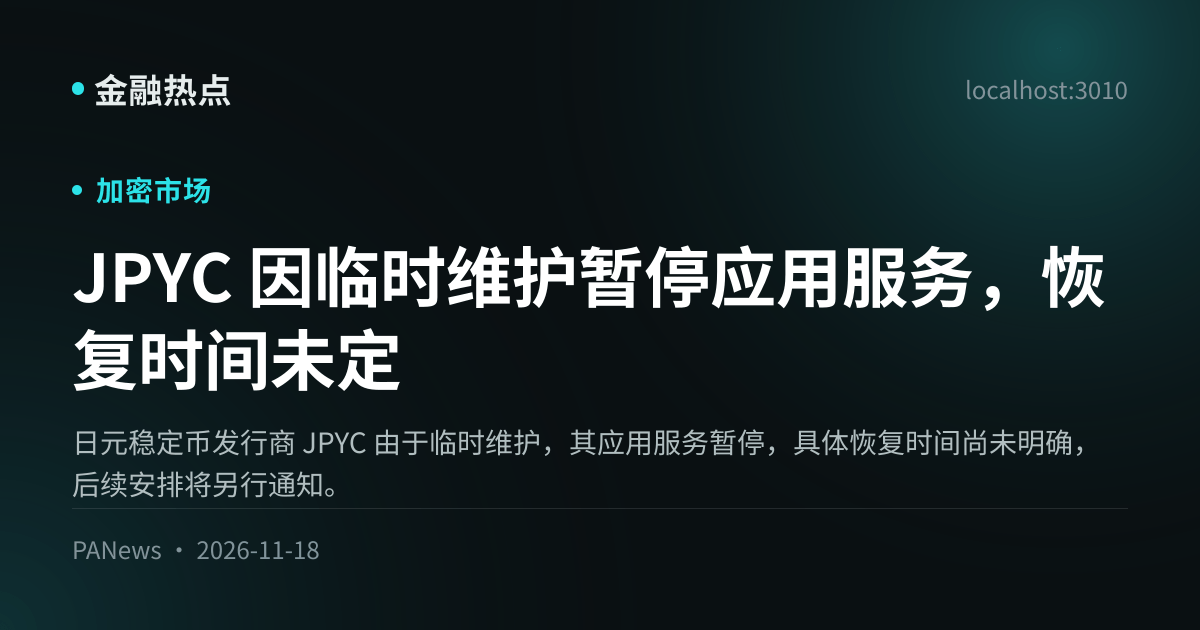 金融热点
localhost:3010
加密市场
JPYC 因临时维护暂停应用服务，恢
复时间未定
日元稳定币发行商 JPYC 由于临时维护，其应用服务暂停，具体恢复时间尚未明确，
后续安排将另行通知。
PANews • 2026-11-18